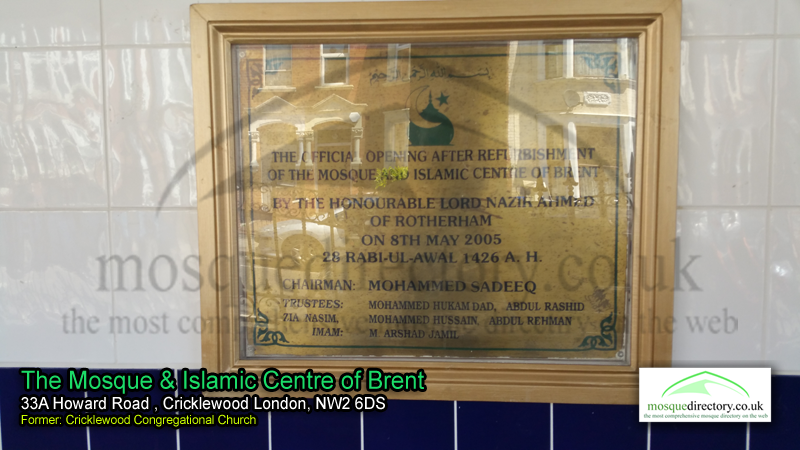 بسم الله الرحمن الرحيم
THE OFFICIAL OPENING AFTER REFURBISHMENT
OF THE MOSQUE AND ISLAMIC CENTRE OF BRENT
BY THE HONOURABLE LORD NAZIR AHMED
OF ROTHERHAM
ON 8TH MAY 2005
28 RABI-UL-AWAL 1426 A. H.
CHAIRMAN: MOHAMMED SADEEQ
TRUSTEES: MOHAMMED HUKAM DAD, ABDUL RASHID
ZIA NASIM, MOHAMMED HUSSAIN, ABDUL REHMAN
IMAM: M. ARSHAD JAMIL
mosquedirectory.co.uk
the most comprehensive mosque directory on the web
The Mosque & Islamic Centre of Brent
33A Howard Road , Cricklewood London, NW2 6DS
Former: Cricklewood Congregational Church
mosquedirectory.co.uk
the most comprehensive mosque directory on the web